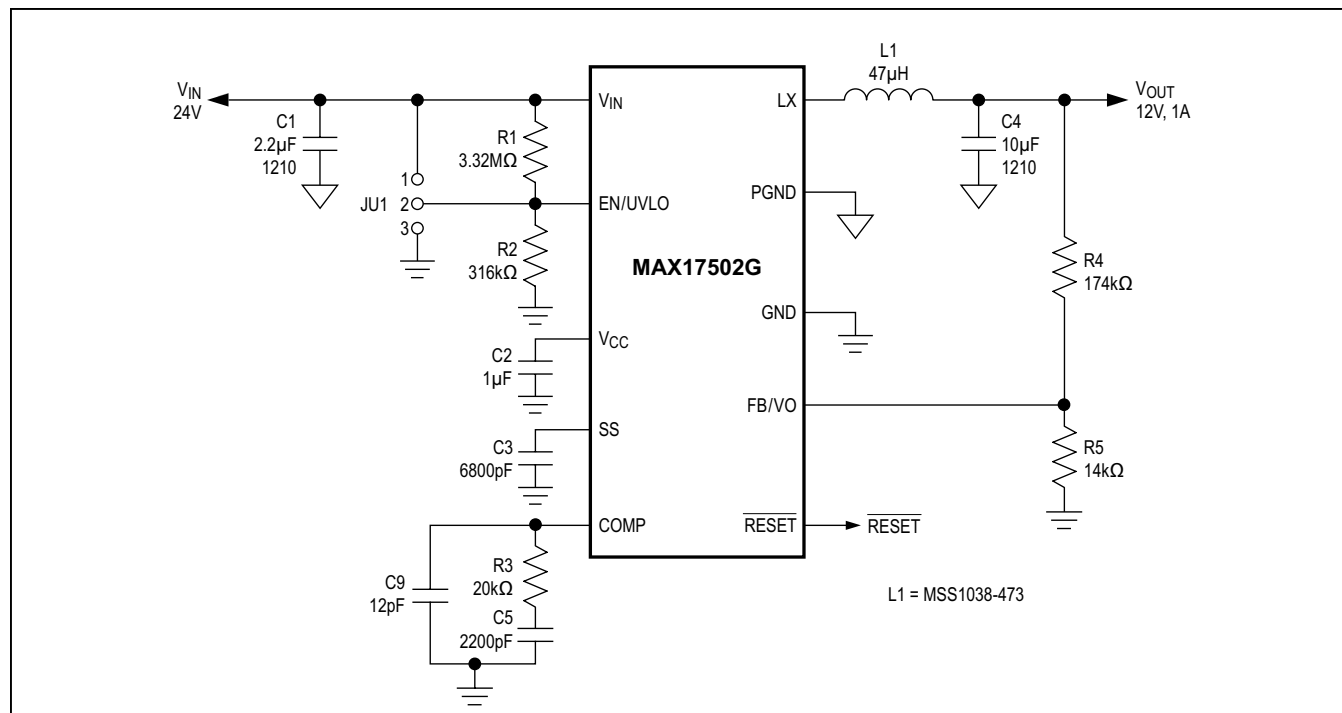 VIN
24V
C1
2.2µF
1210
1
JU1 2
3
R1
3.32MΩ
R2
316kΩ
C2
1µF
C3
6800pF
C9
12pF
R3
20kΩ
C5
2200pF
VIN
EN/UVLO
VCC
SS
COMP
MAX17502G
LX
PGND
GND
FB/VO
RESET
RESET
L1
47µH
C4
10µF
1210
VOUT
12V, 1A
R4
174kΩ
R5
14kΩ
L1 = MSS1038-473